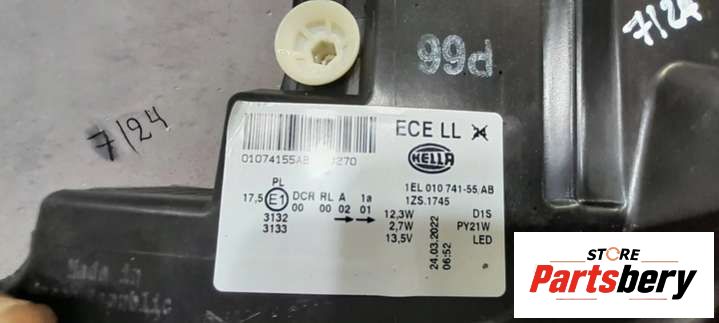 7/24
99d
7/24
ECE LL
01074155AB 3270
HELLA
1EL 010 741-55 AB
1ZS.1745
PL
17,5 E1 DCR RL A 1a
00 00 02 01
3132
3133
12,3W D1S
2,7W PY21W
13,5V LED
24.03.2022
06:52
Made in
STORE
Partsbery